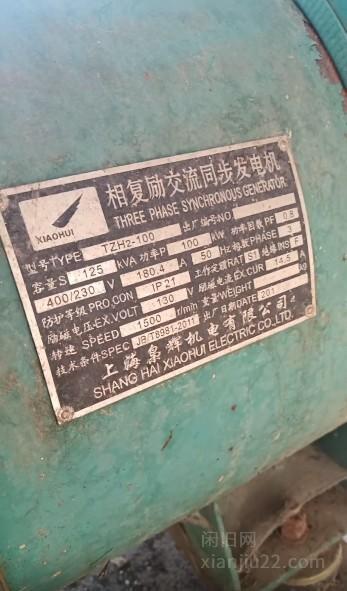 XIAOHUI
相复励交流同步发电机
THREE PHASE SYNCHRONOUS GENERATOR
型号TYPE TZH2-100 出厂编号NO
容量S 125 KVA 功率P 100 KW 功率因数PF 0.8
400/230 V 180.4 A 50 Hz 相数PHASE 3
防护等级PRO.CON IP21 工作定额RAT S1 绝缘INS F
励磁电压EX.VOLT 130 V 励磁电流EX.CUR 14.5 A
转速 SPEED 1500 r/min 重量WEIGHT kg
技术条件SPEC JB/T8981-2011 出厂日期DATE 201
上海枭辉机电有限公司
SHANG HAI XIAOHUI ELECTRIC CO.,LTD.
闲旧网
xianjiu22.com